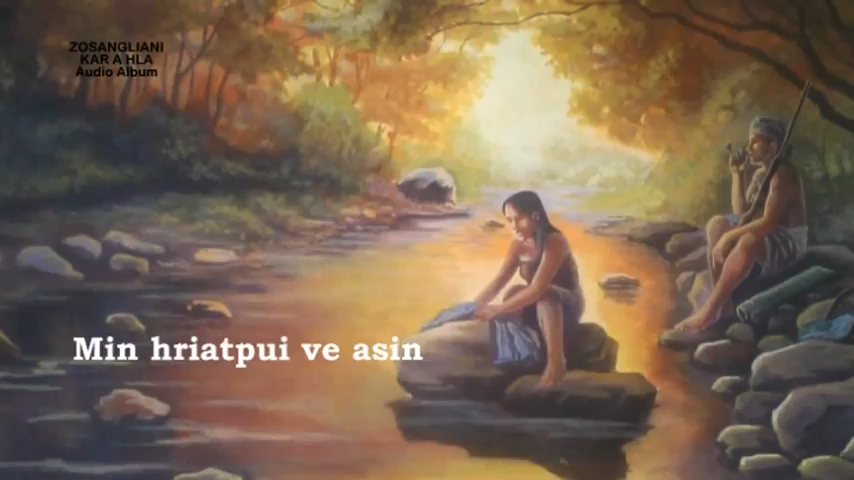 ZOSANGLIANI
KAR A HLA
Audio Album
Min hriatpui ve asin